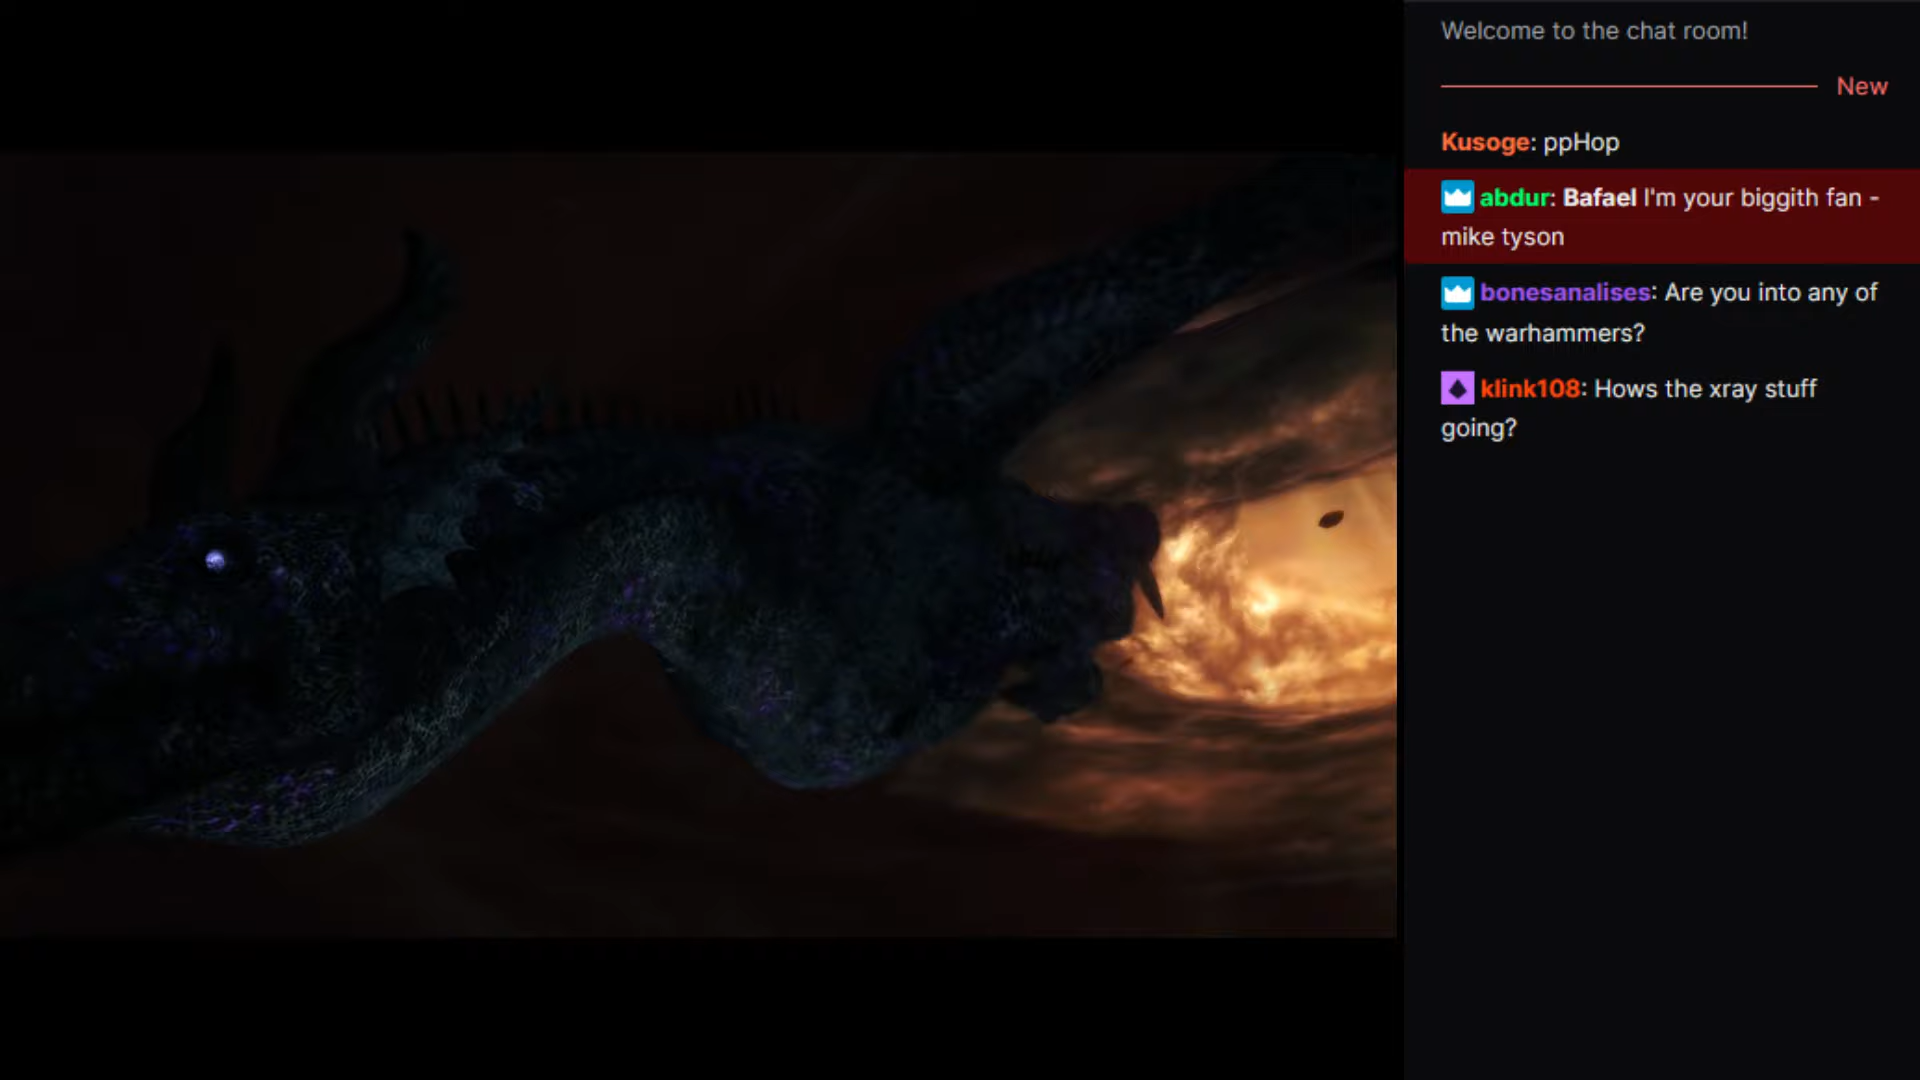 Welcome to the chat room!
New
Kusoge: ppHop
abdur: Bafael I'm your biggith fan -
mike tyson
bonesanalises: Are you into any of
the warhammers?
klink108: Hows the xray stuff
going?